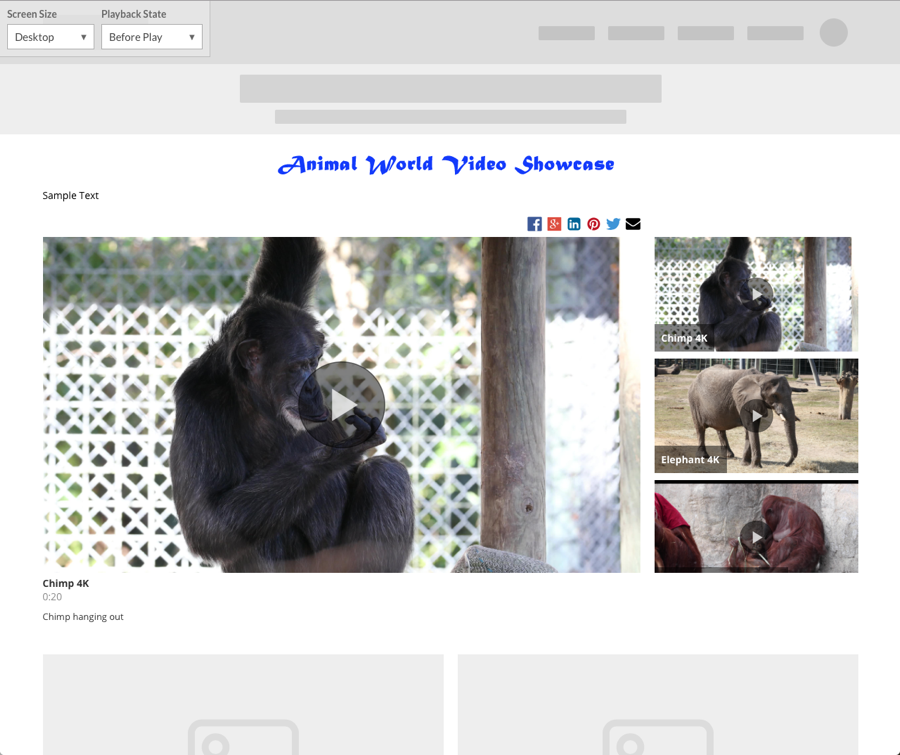 Screen Size
Playback State
Desktop
Before Play
Animal World Video Showcase
Sample Text
Chimp 4K
Elephant 4K
Chimp 4K
0:20
Chimp hanging out